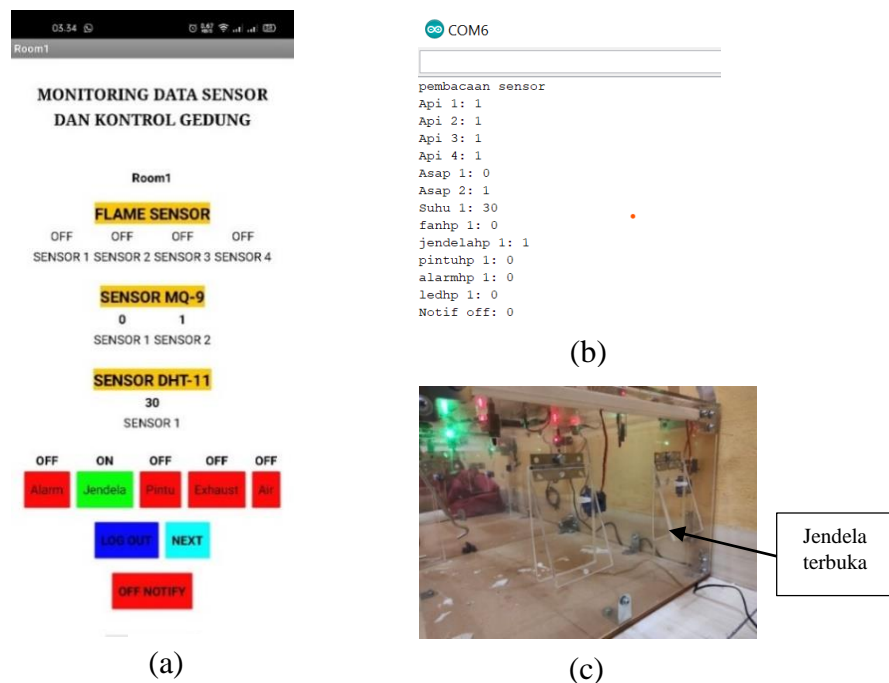 03.34
Room1
MONITORING DATA SENSOR
DAN KONTROL GEDUNG
Room1
FLAME SENSOR
OFF OFF OFF OFF
SENSOR 1 SENSOR 2 SENSOR 3 SENSOR 4
SENSOR MQ-9
0 1
SENSOR 1 SENSOR 2
SENSOR DHT-11
30
SENSOR 1
OFF ON OFF OFF OFF
Alarm Jendela Pintu Exhaust Air
LOG OUT NEXT
OFF NOTIFY
(a)
COM6
pembacaan sensor
Api 1: 1
Api 2: 1
Api 3: 1
Api 4: 1
Asap 1: 0
Asap 2: 1
Suhu 1: 30
fanhp 1: 0
jendelahp 1: 1
pintuhp 1: 0
alarmhp 1: 0
ledhp 1: 0
Notif off: 0
(b)
Jendela
terbuka
(c)